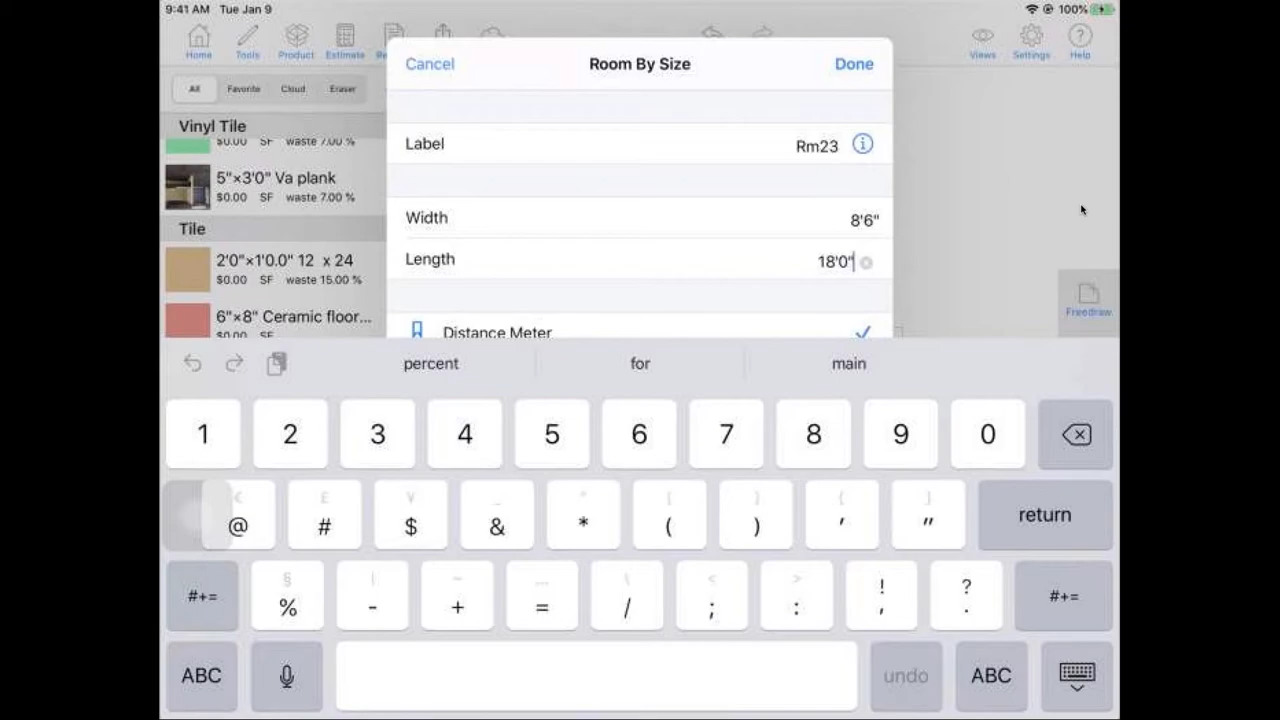 9:41 AM Tue Jan 9
100%
Home Tools Product Estimate
Views Settings Help
Cancel Room By Size Done
All Favorite Cloud Eraser
Vinyl Tile
$0.00 SF waste 7.00 %
5"×3'0" Va plank
$0.00 SF waste 7.00 %
Tile
2'0"×1'0.0" 12 x 24
$0.00 SF waste 15.00 %
6"×8" Ceramic floor...
$0.00 SF
Label Rm23
Width 8'6"
Length 18'0"
Distance Meter
Freedraw
percent for main
1 2 3 4 5 6 7 8 9 0
€ £ ¥ _ ^ [ ] { }
@ # $ & * ( ) ' "
return
§ | ~ … \ < > ! ?
#+= % - + = / ; : , . #+=
ABC undo ABC